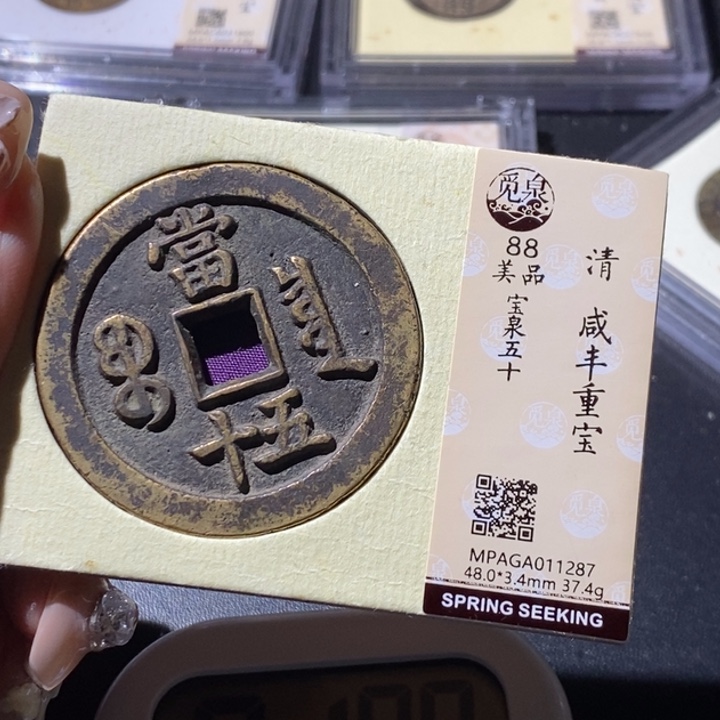 當
五十
觅泉
88
美品
宝泉五十
清 咸丰重宝
MPAGA011287
48.0*3.4mm 37.4g
SPRING SEEKING